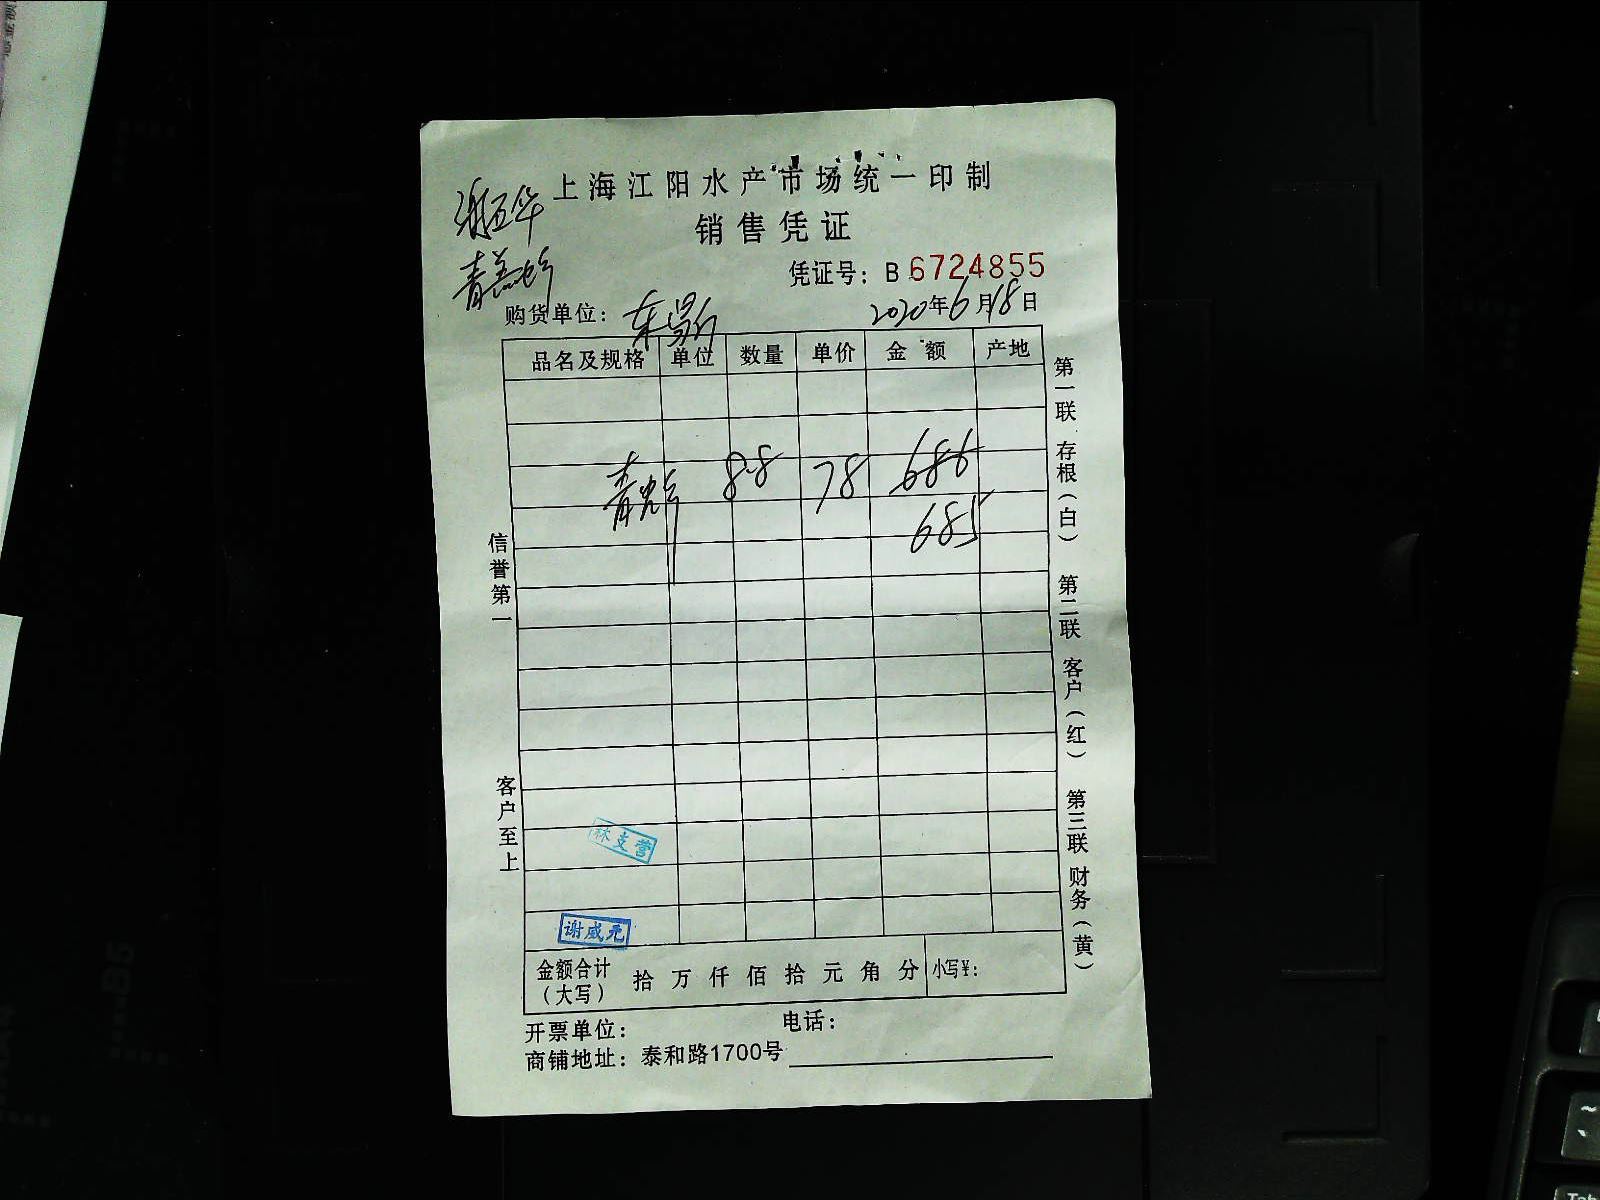 上海江阳水产市场统一印制
销售凭证
凭证号：B 6724855
购货单位：
2020年6月18日
品名及规格 单位 数量 单价 金额 产地
青 8.8 78 686
685
信誉第一
客户至上
第一联 存根（白） 第二联 客户（红） 第三联 财务（黄）
林支营
谢威元
金额合计（大写） 拾 万 仟 佰 拾 元 角 分 小写¥：
开票单位： 电话：
商铺地址：泰和路1700号